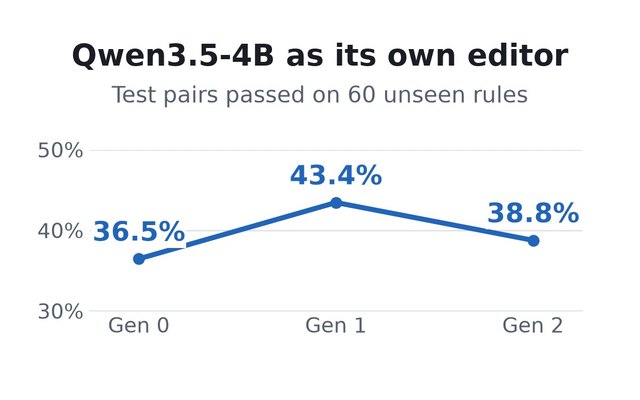 Qwen3.5-4B as its own editor
Test pairs passed on 60 unseen rules
50%
43.4%
38.8%
40%
36.5%
30%
Gen 0
Gen 1
Gen 2